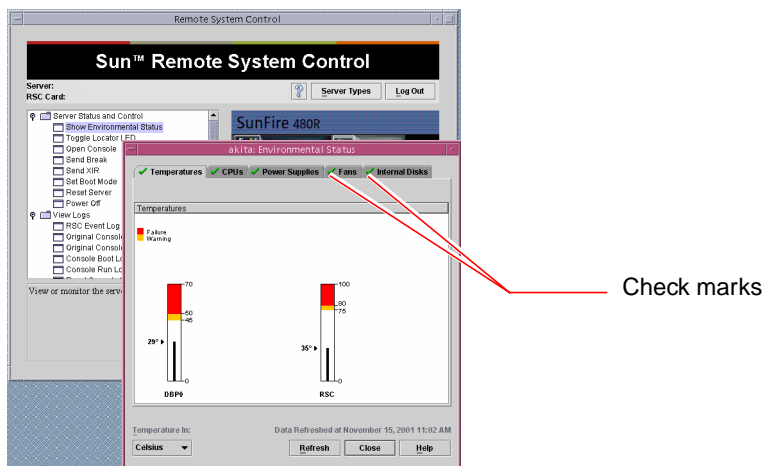 Remote System Control
Sun™ Remote System Control
Server:
RSC Card:
Server Types
Log Out
Server Status and Control
Show Environmental Status
Toggle Locator LED
Open Console
Send Break
Send XIR
Set Boot Mode
Reset Server
Power Off
View Logs
RSC Event Log
Original Console
Original Console
Console Boot Lo
Console Run Lo
View or monitor the serv
SunFire 480R
akita: Environmental Status
Temperatures
CPUs
Power Supplies
Fans
Internal Disks
Temperatures
Failure
Warning
70
50
45
29°
0
DBP0
100
80
75
35°
0
RSC
Temperature In:
Data Refreshed at November 15, 2001 11:02 AM
Celsius
Refresh
Close
Help
Check marks